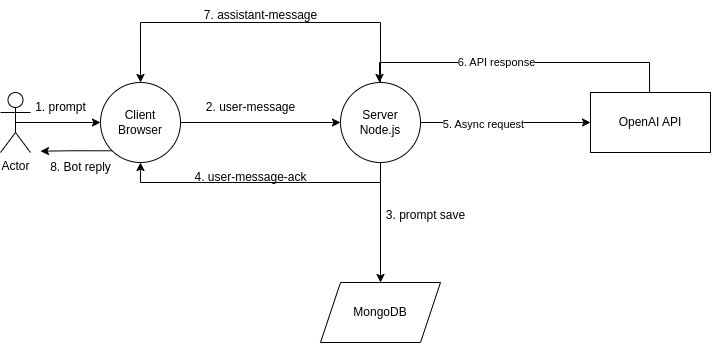 7. assistant-message
6. API response
1. prompt
2. user-message
Client
Browser
Server
Node.js
5. Async request
OpenAI API
Actor
8. Bot reply
4. user-message-ack
3. prompt save
MongoDB